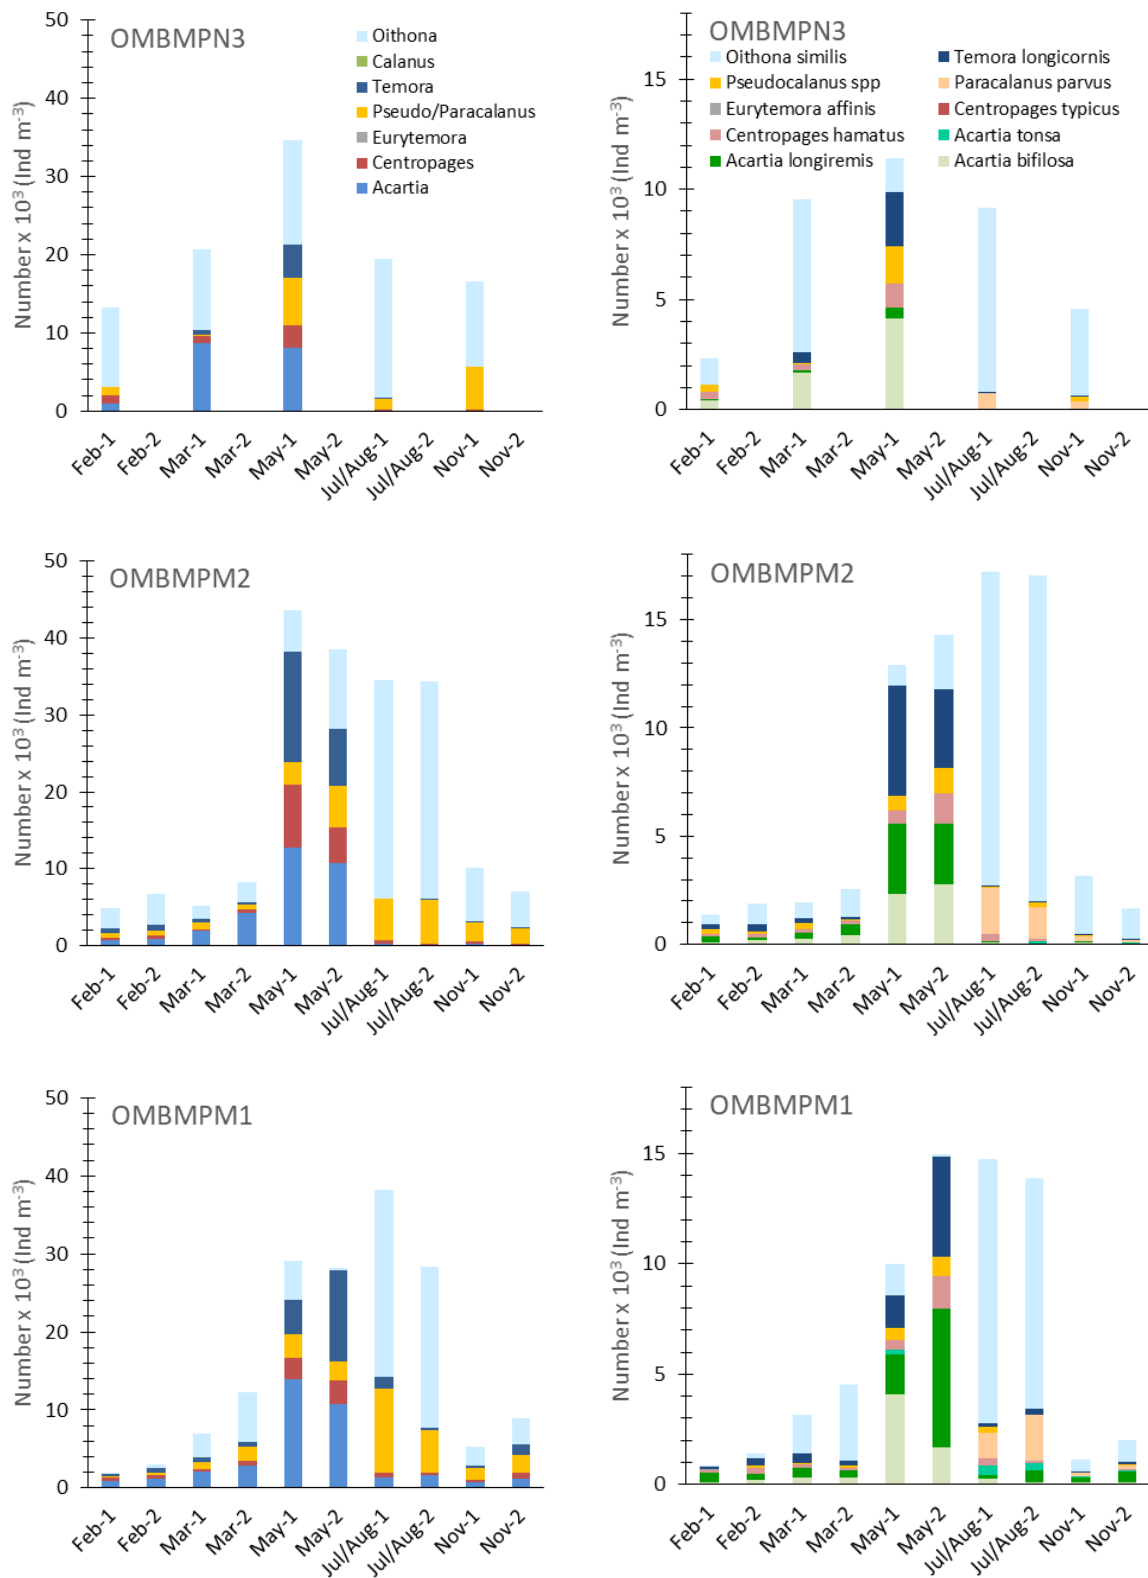 OMBMPN3
Oithona
Calanus
Temora
Pseudo/Paracalanus
Eurytemora
Centropages
Acartia
Number x 10³ (Ind m⁻³)
50
40
30
20
10
0
Feb-1
Feb-2
Mar-1
Mar-2
May-1
May-2
Jul/Aug-1
Jul/Aug-2
Nov-1
Nov-2
OMBMPN3
Oithona similis
Temora longicornis
Pseudocalanus spp
Paracalanus parvus
Eurytemora affinis
Centropages typicus
Centropages hamatus
Acartia tonsa
Acartia longiremis
Acartia bifilosa
Number x 10³ (Ind m⁻³)
15
10
5
0
Feb-1
Feb-2
Mar-1
Mar-2
May-1
May-2
Jul/Aug-1
Jul/Aug-2
Nov-1
Nov-2
OMBMPM2
Number x 10³ (Ind m⁻³)
50
40
30
20
10
0
Feb-1
Feb-2
Mar-1
Mar-2
May-1
May-2
Jul/Aug-1
Jul/Aug-2
Nov-1
Nov-2
OMBMPM2
Number x 10³ (Ind m⁻³)
15
10
5
0
Feb-1
Feb-2
Mar-1
Mar-2
May-1
May-2
Jul/Aug-1
Jul/Aug-2
Nov-1
Nov-2
OMBMPM1
Number x 10³ (Ind m⁻³)
50
40
30
20
10
0
Feb-1
Feb-2
Mar-1
Mar-2
May-1
May-2
Jul/Aug-1
Jul/Aug-2
Nov-1
Nov-2
OMBMPM1
Number x 10³ (Ind m⁻³)
15
10
5
0
Feb-1
Feb-2
Mar-1
Mar-2
May-1
May-2
Jul/Aug-1
Jul/Aug-2
Nov-1
Nov-2